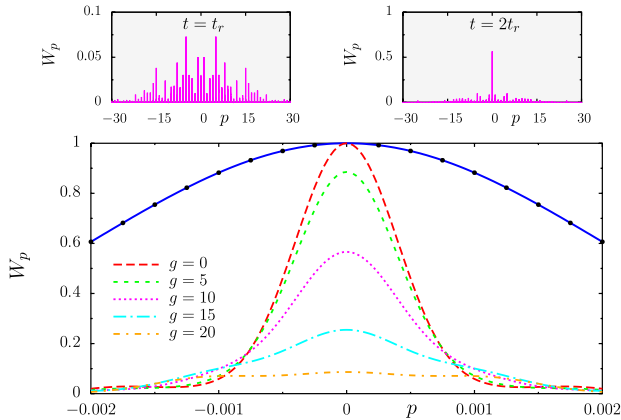 t = t_r
t = 2t_r
0.1
0.05
0
W_p
−30 −15 0 p 15 30
1
0.5
0
W_p
−30 −15 0 p 15 30
1
0.8
0.6
0.4
0.2
0
W_p
g = 0
g = 5
g = 10
g = 15
g = 20
−0.002 −0.001 0 p 0.001 0.002